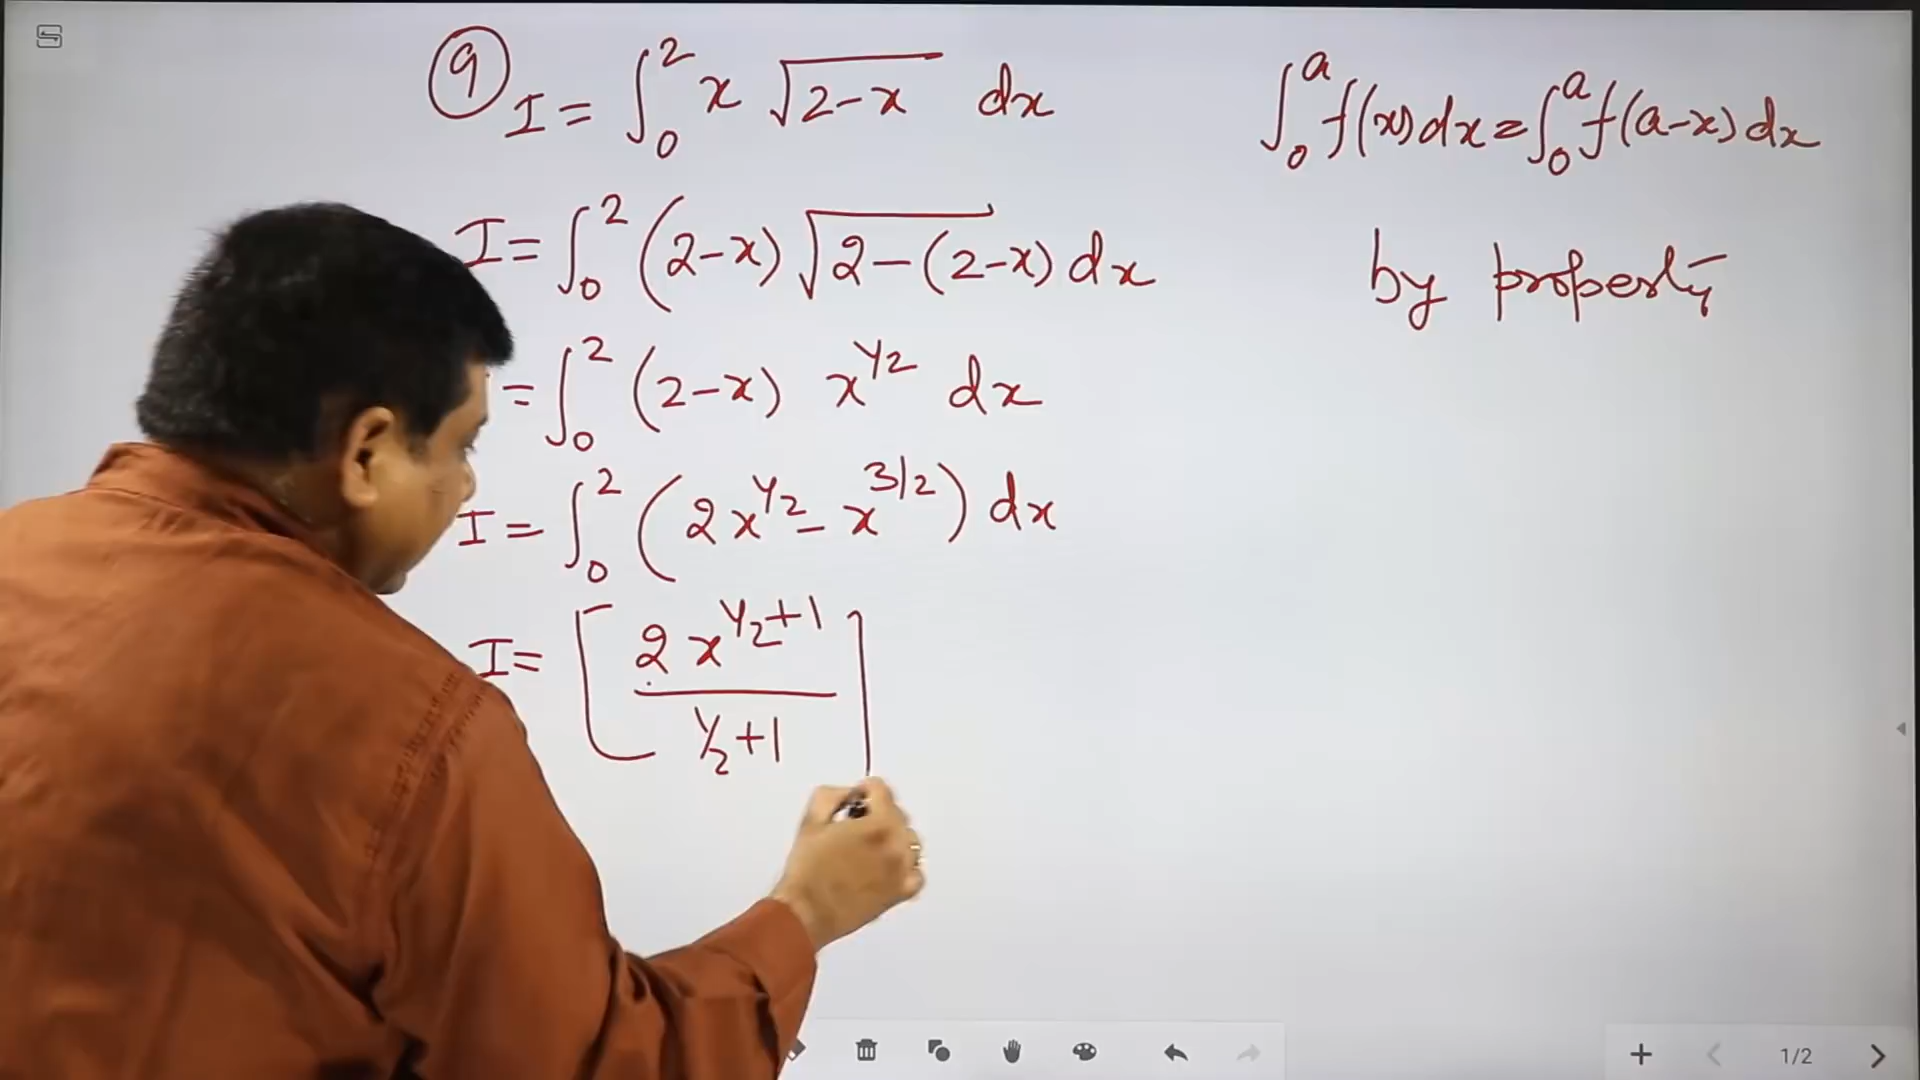 9 I = ∫₀² x √(2-x) dx
∫₀ᵃ f(x) dx = ∫₀ᵃ f(a-x) dx
by property
I = ∫₀² (2-x) √(2-(2-x)) dx
= ∫₀² (2-x) x^{1/2} dx
I = ∫₀² (2x^{1/2} - x^{3/2}) dx
I = [2x^{1/2+1} / (1/2+1)]
1/2